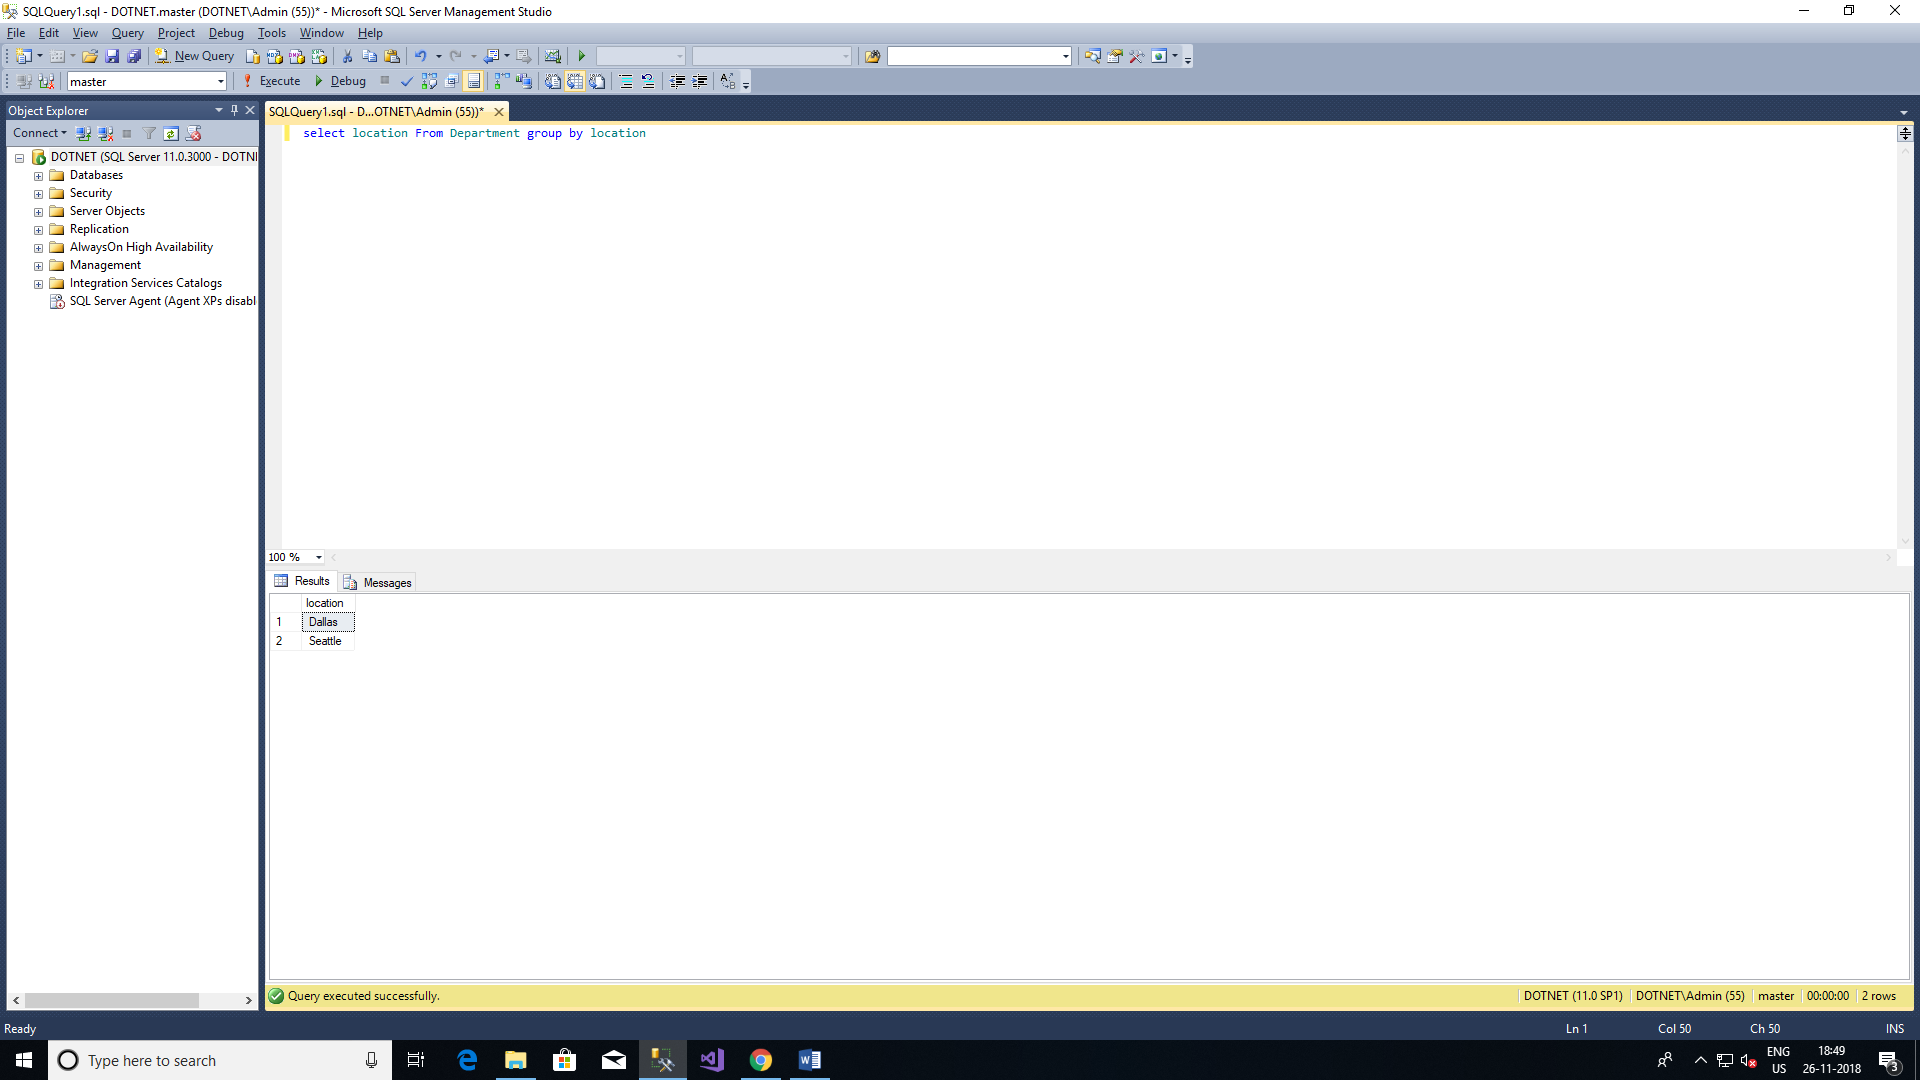 SQLQuery1.sql - DOTNET.master (DOTNET\Admin (55))* - Microsoft SQL Server Management Studio
File Edit View Query Project Debug Tools Window Help
New Query
master Execute Debug
Object Explorer
Connect
DOTNET (SQL Server 11.0.3000 - DOTNI
Databases
Security
Server Objects
Replication
AlwaysOn High Availability
Management
Integration Services Catalogs
SQL Server Agent (Agent XPs disabl
SQLQuery1.sql - D...OTNET\Admin (55))*
select location From Department group by location
100 %
Results Messages
location
1 Dallas
2 Seattle
Query executed successfully. DOTNET (11.0 SP1) DOTNET\Admin (55) master 00:00:00 2 rows
Ready Ln 1 Col 50 Ch 50 INS
Type here to search
ENG
US
18:49
26-11-2018
3